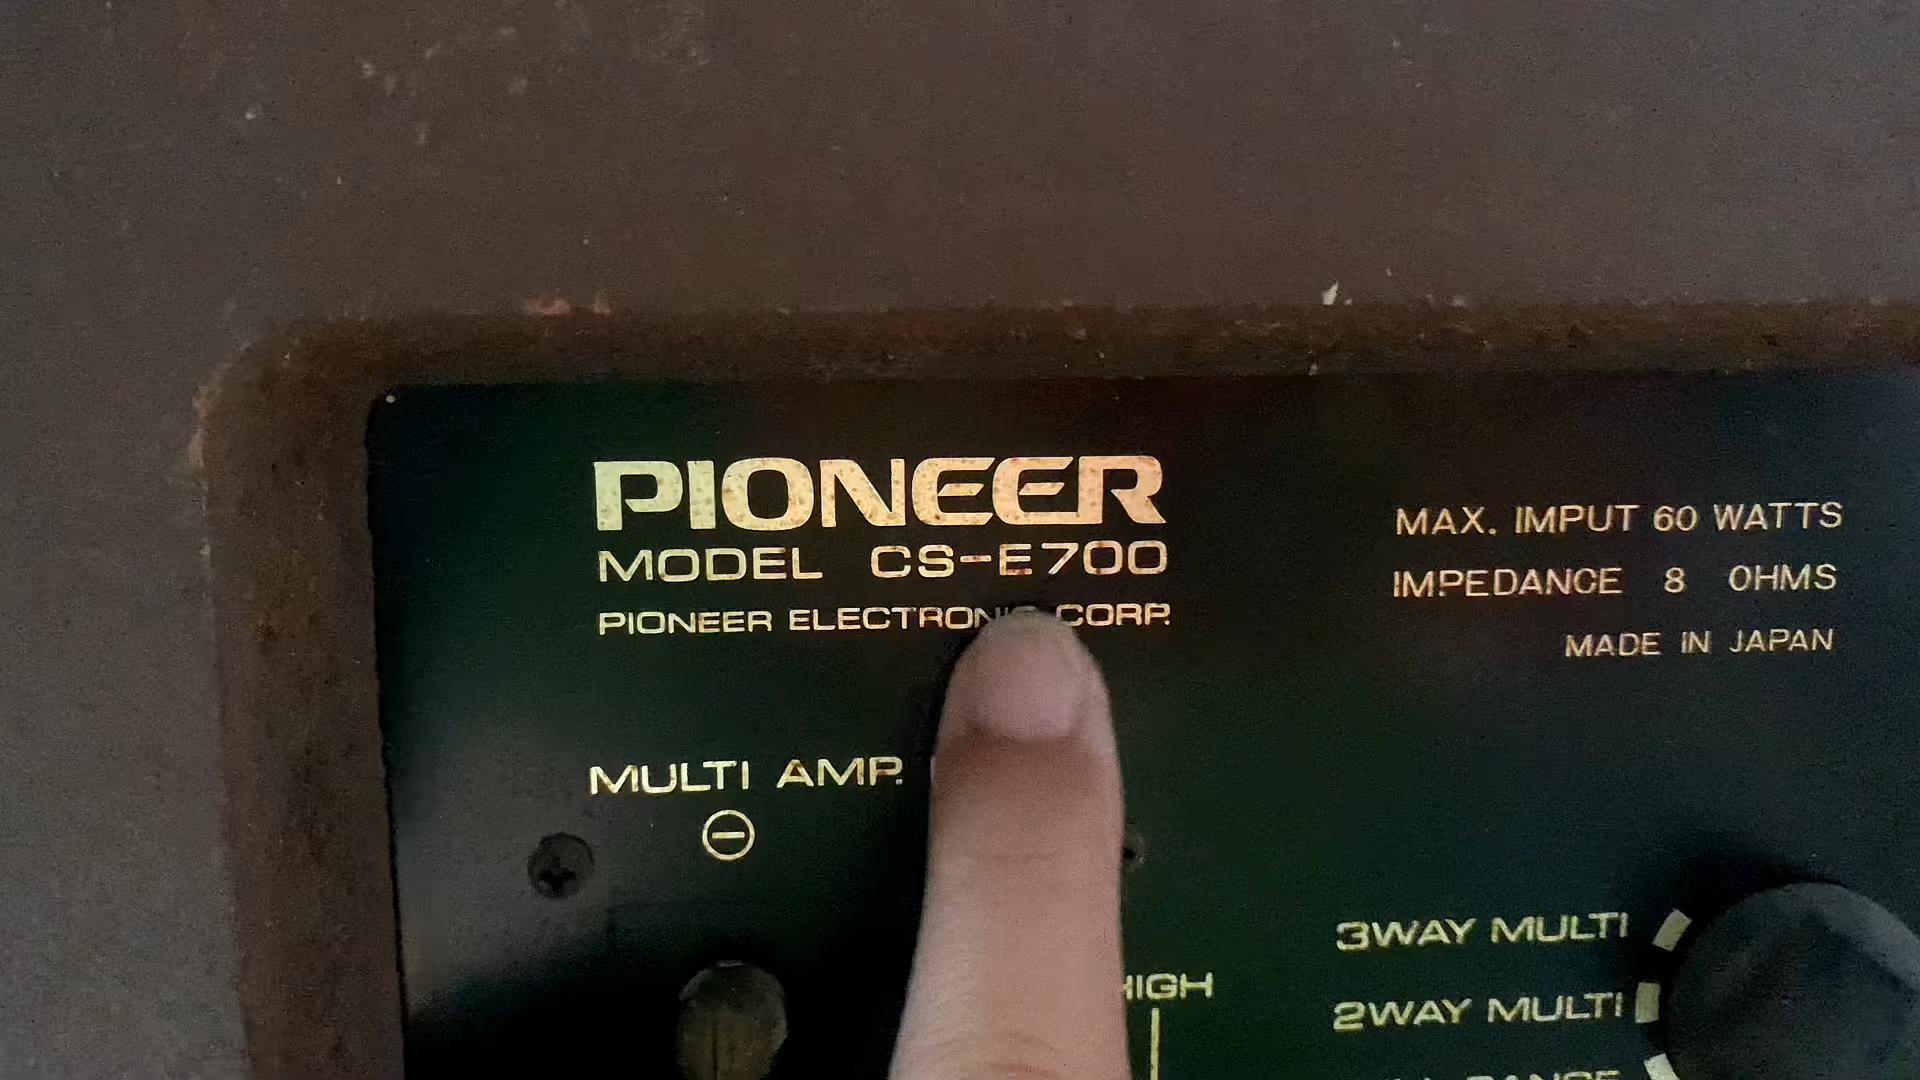 PIONEER
MODEL CS-E700
PIONEER ELECTRONIC CORP.
MAX. IMPUT 60 WATTS
IMPEDANCE 8 OHMS
MADE IN JAPAN
MULTI AMP.
HIGH
3WAY MULTI
2WAY MULTI